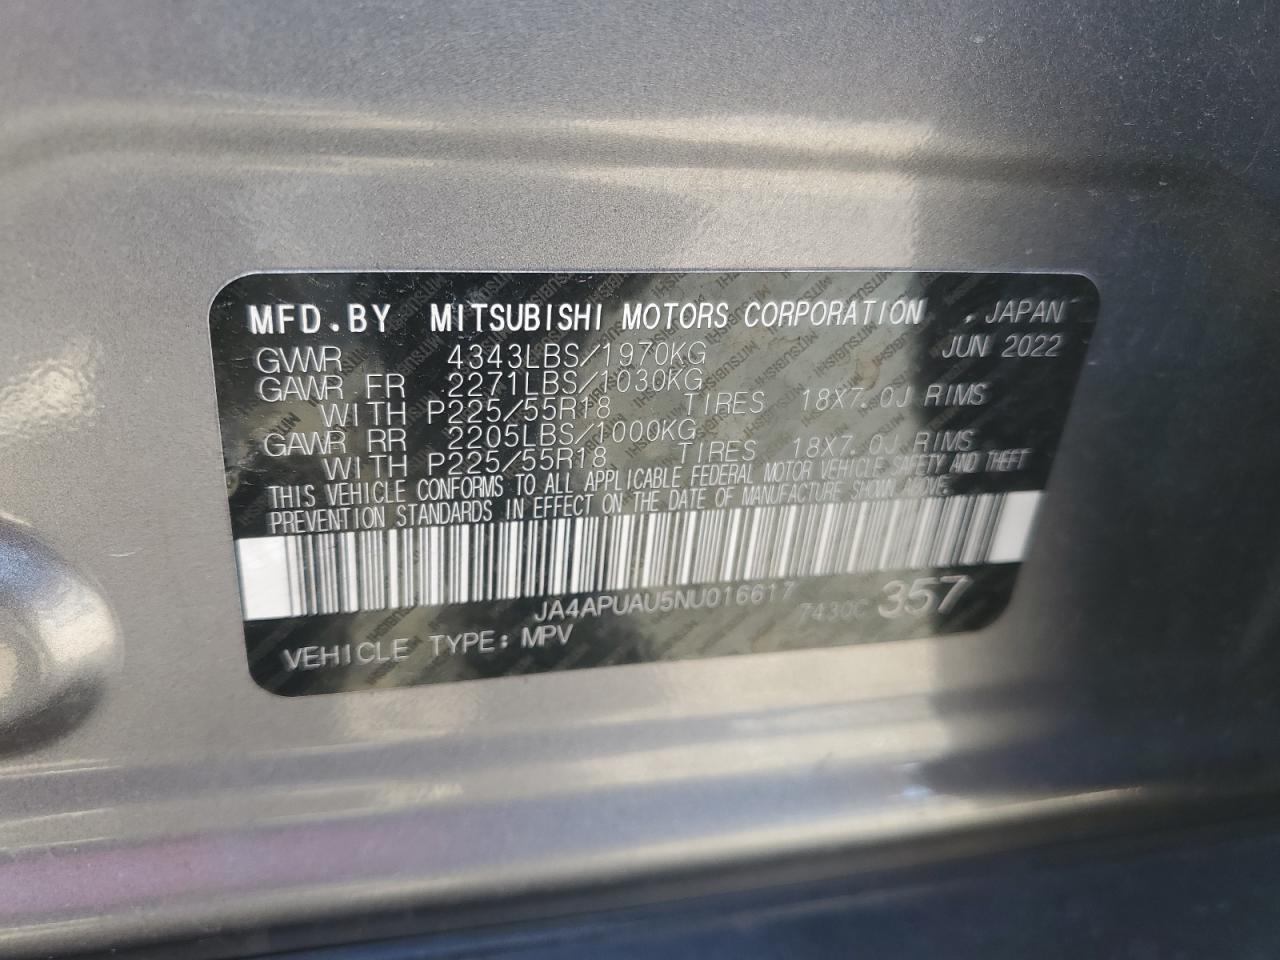 MFD.BY MITSUBISHI MOTORS CORPORATION , JAPAN
GVWR 4343LBS/1970KG JUN 2022
GAWR FR 2271LBS/1030KG
WITH P225/55R18 TIRES 18X7.0J RIMS
GAWR RR 2205LBS/1000KG
WITH P225/55R18 TIRES 18X7.0J RIMS
THIS VEHICLE CONFORMS TO ALL APPLICABLE FEDERAL MOTOR VEHICLE SAFETY AND THEFT
PREVENTION STANDARDS IN EFFECT ON THE DATE OF MANUFACTURE SHOWN ABOVE.
JA4APUAU5NU016617 7430C 357
VEHICLE TYPE: MPV